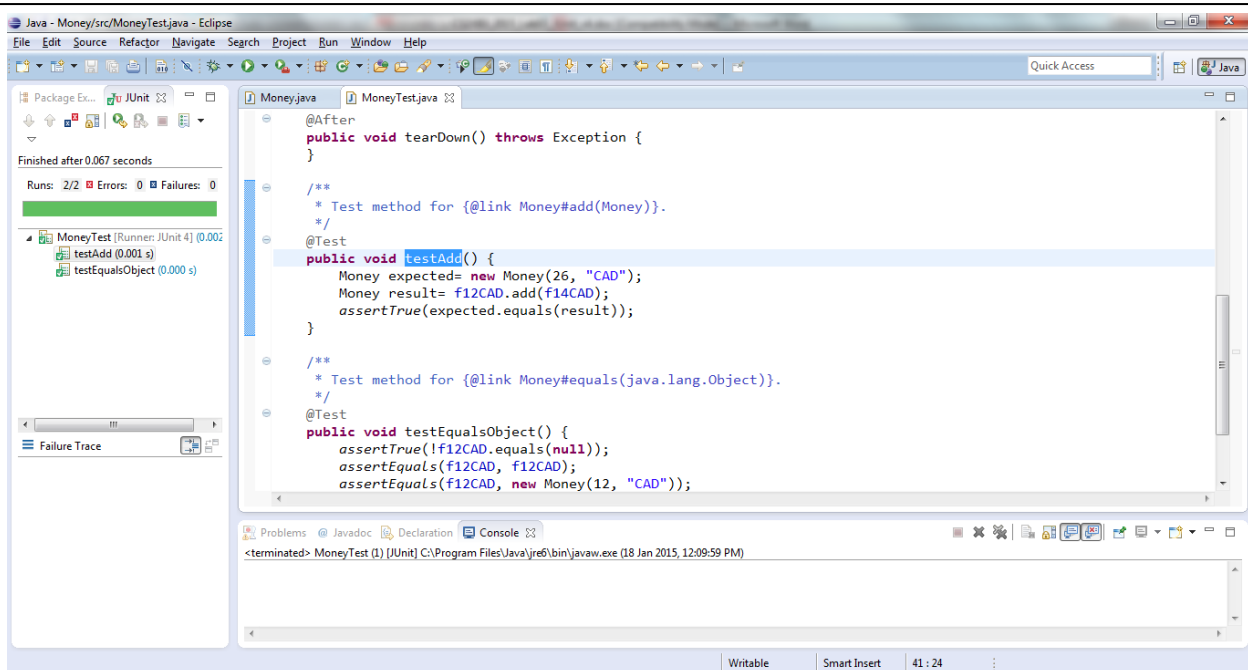 Java - Money/src/MoneyTest.java - Eclipse
File Edit Source Refactor Navigate Search Project Run Window Help
Quick Access
Java
Package Ex...
JUnit
Finished after 0.067 seconds
Runs: 2/2 Errors: 0 Failures: 0
MoneyTest [Runner: JUnit 4] (0.002
testAdd (0.001 s)
testEqualsObject (0.000 s)
Failure Trace
Money.java MoneyTest.java
@After
public void tearDown() throws Exception {
}
/**
* Test method for {@link Money#add(Money)}.
*/
@Test
public void testAdd() {
Money expected= new Money(26, "CAD");
Money result= f12CAD.add(f14CAD);
assertTrue(expected.equals(result));
}
/**
* Test method for {@link Money#equals(java.lang.Object)}.
*/
@Test
public void testEqualsObject() {
assertTrue(!f12CAD.equals(null));
assertEquals(f12CAD, f12CAD);
assertEquals(f12CAD, new Money(12, "CAD"));
Problems @ Javadoc Declaration Console
<terminated> MoneyTest (1) [JUnit] C:\Program Files\Java\jre6\bin\javaw.exe (18 Jan 2015, 12:09:59 PM)
Writable Smart Insert 41 : 24